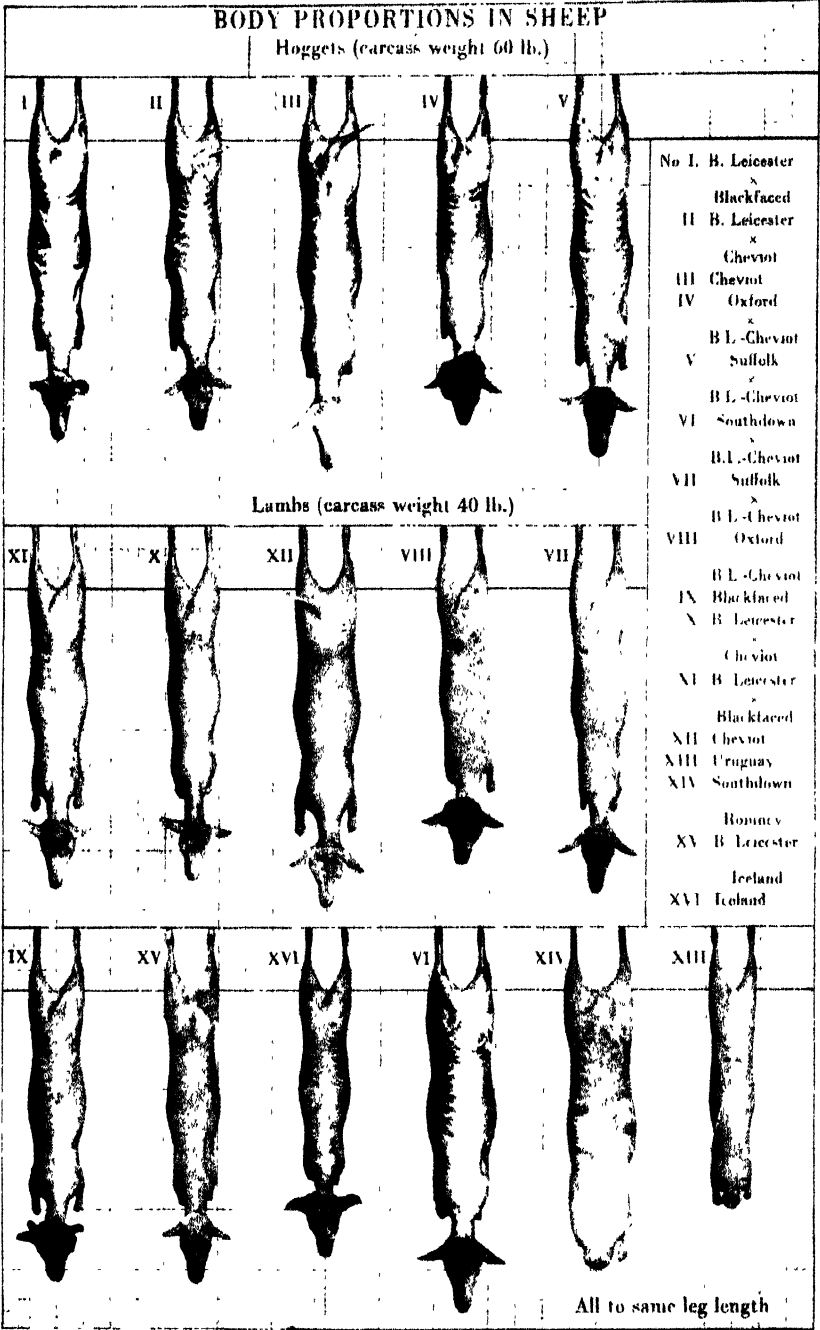 BODY PROPORTIONS IN SHEEP
Hoggets (carcass weight 60 lb.)
I II III IV V
No I. B. Leicester
x
Blackfaced
II B. Leicester
x
Cheviot
III Cheviot
IV Oxford
x
B L.-Cheviot
V Suffolk
x
B L.-Cheviot
VI Southdown
x
B.L.-Cheviot
VII Suffolk
x
B L-Cheviot
VIII Oxford
B L-Cheviot
IX Blackfaced
X B Leicester
x
Cheviot
XI B Leicester
x
Blackfaced
XII Cheviot
XIII Uruguay
XIV Southdown
Romney
XV B Leicester
Iceland
XVI Iceland
Lambs (carcass weight 40 lb.)
XI X XII VIII VII
IX XV XVI VI XIV XIII
All to same leg length